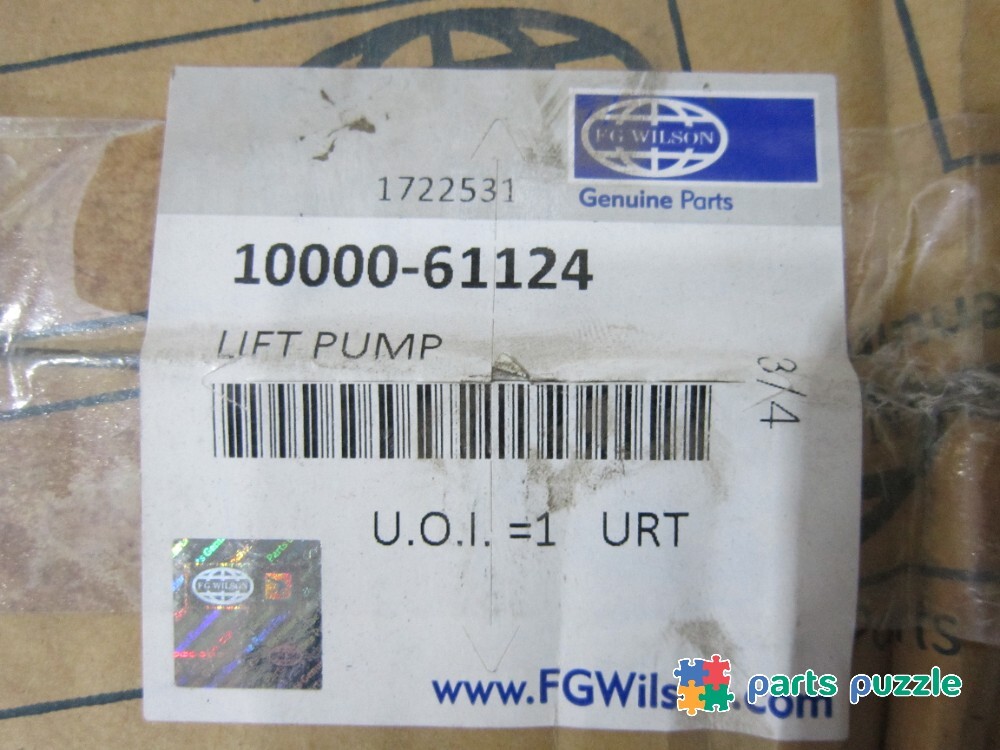 FG WILSON
1722531
Genuine Parts
10000-61124
LIFT PUMP
3/4
U.O.I. =1 URT
FG WILSON
www.FGWils .com
parts puzzle